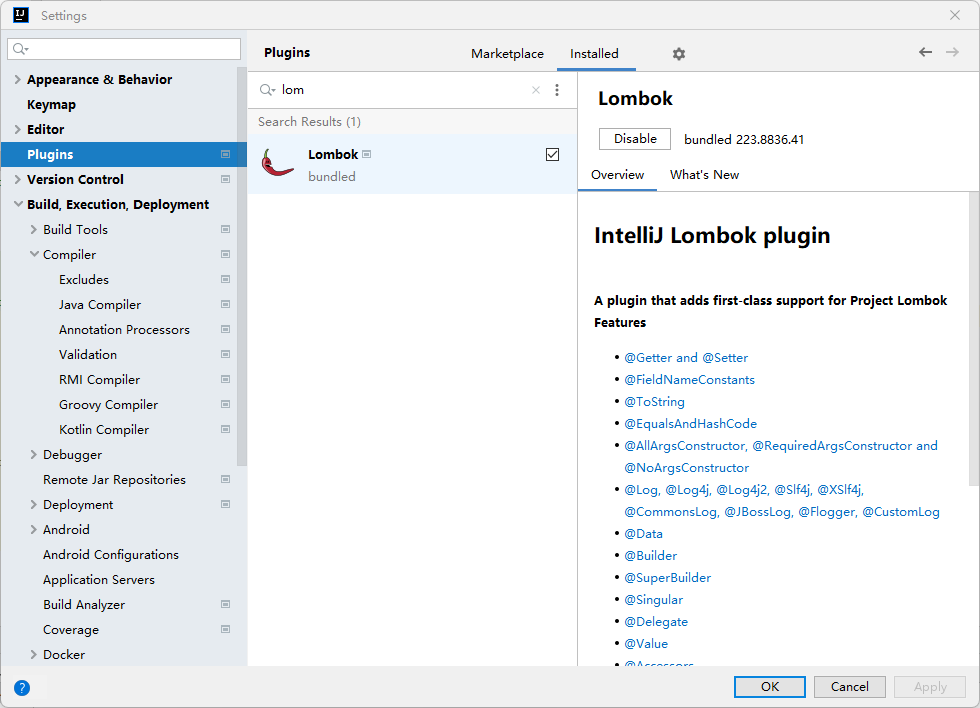 Settings
Appearance & Behavior
Keymap
Editor
Plugins
Version Control
Build, Execution, Deployment
Build Tools
Compiler
Excludes
Java Compiler
Annotation Processors
Validation
RMI Compiler
Groovy Compiler
Kotlin Compiler
Debugger
Remote Jar Repositories
Deployment
Android
Android Configurations
Application Servers
Build Analyzer
Coverage
Docker
Plugins
Marketplace
Installed
lom
Search Results (1)
Lombok
bundled
Lombok
Disable
bundled 223.8836.41
Overview
What's New
IntelliJ Lombok plugin
A plugin that adds first-class support for Project Lombok
Features
• @Getter and @Setter
• @FieldNameConstants
• @ToString
• @EqualsAndHashCode
• @AllArgsConstructor, @RequiredArgsConstructor and
@NoArgsConstructor
• @Log, @Log4j, @Log4j2, @Slf4j, @XSlf4j,
@CommonsLog, @JBossLog, @Flogger, @CustomLog
• @Data
• @Builder
• @SuperBuilder
• @Singular
• @Delegate
• @Value
• @Accessors
?
OK
Cancel
Apply